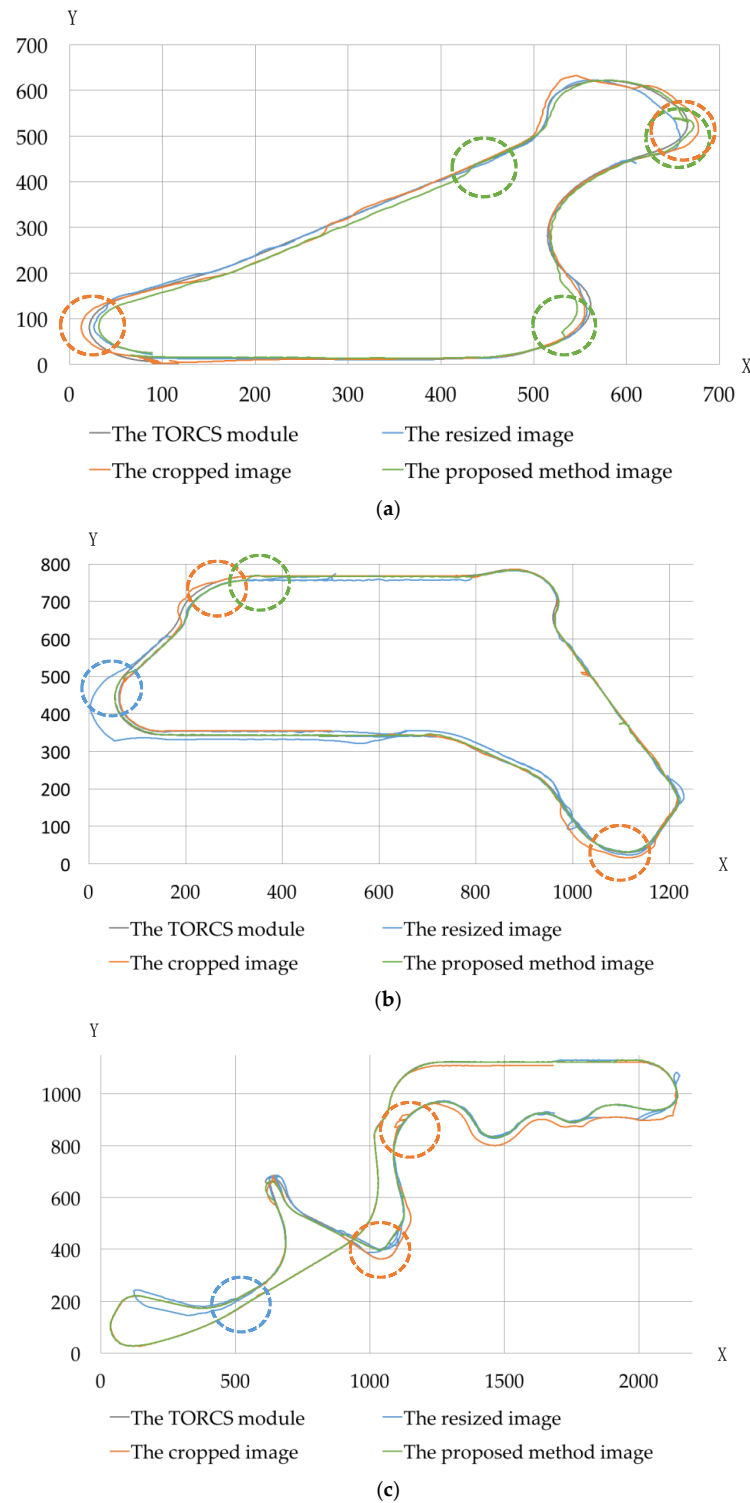 Y
700
600
500
400
300
200
100
0
X
0 100 200 300 400 500 600 700
The TORCS module The resized image
The cropped image The proposed method image
(a)
Y
800
700
600
500
400
300
200
100
0
X
0 200 400 600 800 1000 1200
The TORCS module The resized image
The cropped image The proposed method image
(b)
Y
1000
800
600
400
200
0
X
0 500 1000 1500 2000
The TORCS module The resized image
The cropped image The proposed method image
(c)